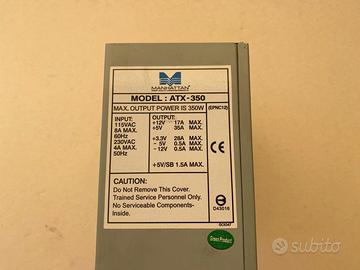 MANHATTAN
MODEL: ATX-350
MAX. OUTPUT POWER IS 350W (EPNC12)
INPUT:
115VAC
8A MAX.
60Hz
230VAC
4A MAX.
50Hz
OUTPUT:
+12V 17A MAX.
+5V 35A MAX.
+3.3V 28A MAX.
- 5V 0.5A MAX.
-12V 0.5A MAX.
+5V/SB 1.5A MAX.
CE
CAUTION:
Do Not Remove This Cover.
Trained Service Personnel Only.
No Serviceable Components-
Inside.
D43016
Green Product
subito